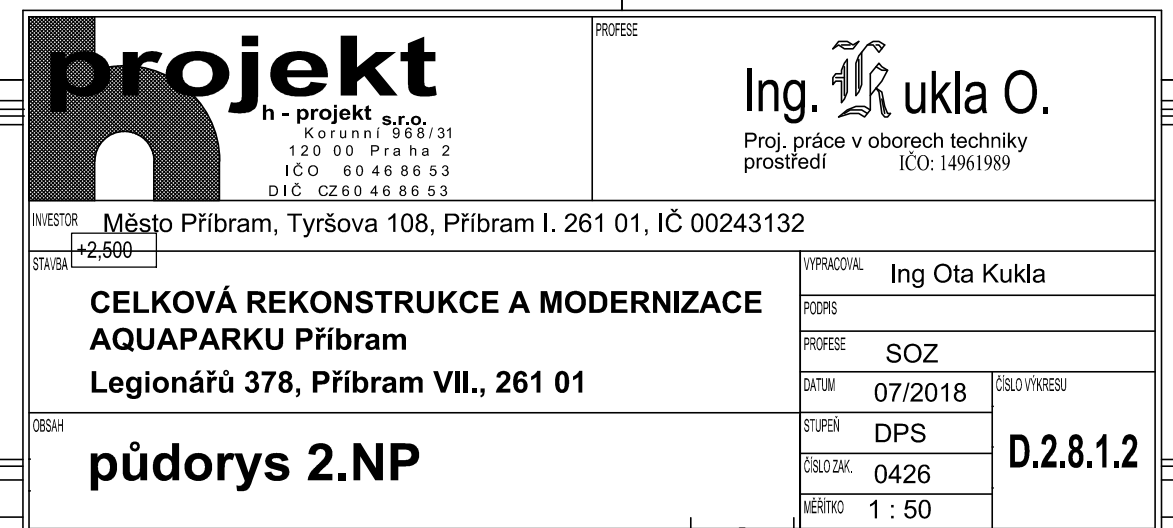 projekt
h - projekt s.r.o.
Korunní 968/31
120 00 Praha 2
IČO 60 46 86 53
DIČ CZ60 46 86 53
PROFESE
Ing. Kukla O.
Proj. práce v oborech techniky
prostředí IČO: 14961989
INVESTOR Město Příbram, Tyršova 108, Příbram I. 261 01, IČ 00243132
+2,500
STAVBA
CELKOVÁ REKONSTRUKCE A MODERNIZACE
AQUAPARKU Příbram
Legionářů 378, Příbram VII., 261 01
OBSAH
půdorys 2.NP
VYPRACOVAL Ing Ota Kukla
PODPIS
PROFESE SOZ
DATUM 07/2018
STUPEŇ DPS
ČÍSLO ZAK. 0426
MĚŘÍTKO 1 : 50
ČÍSLO VÝKRESU
D.2.8.1.2